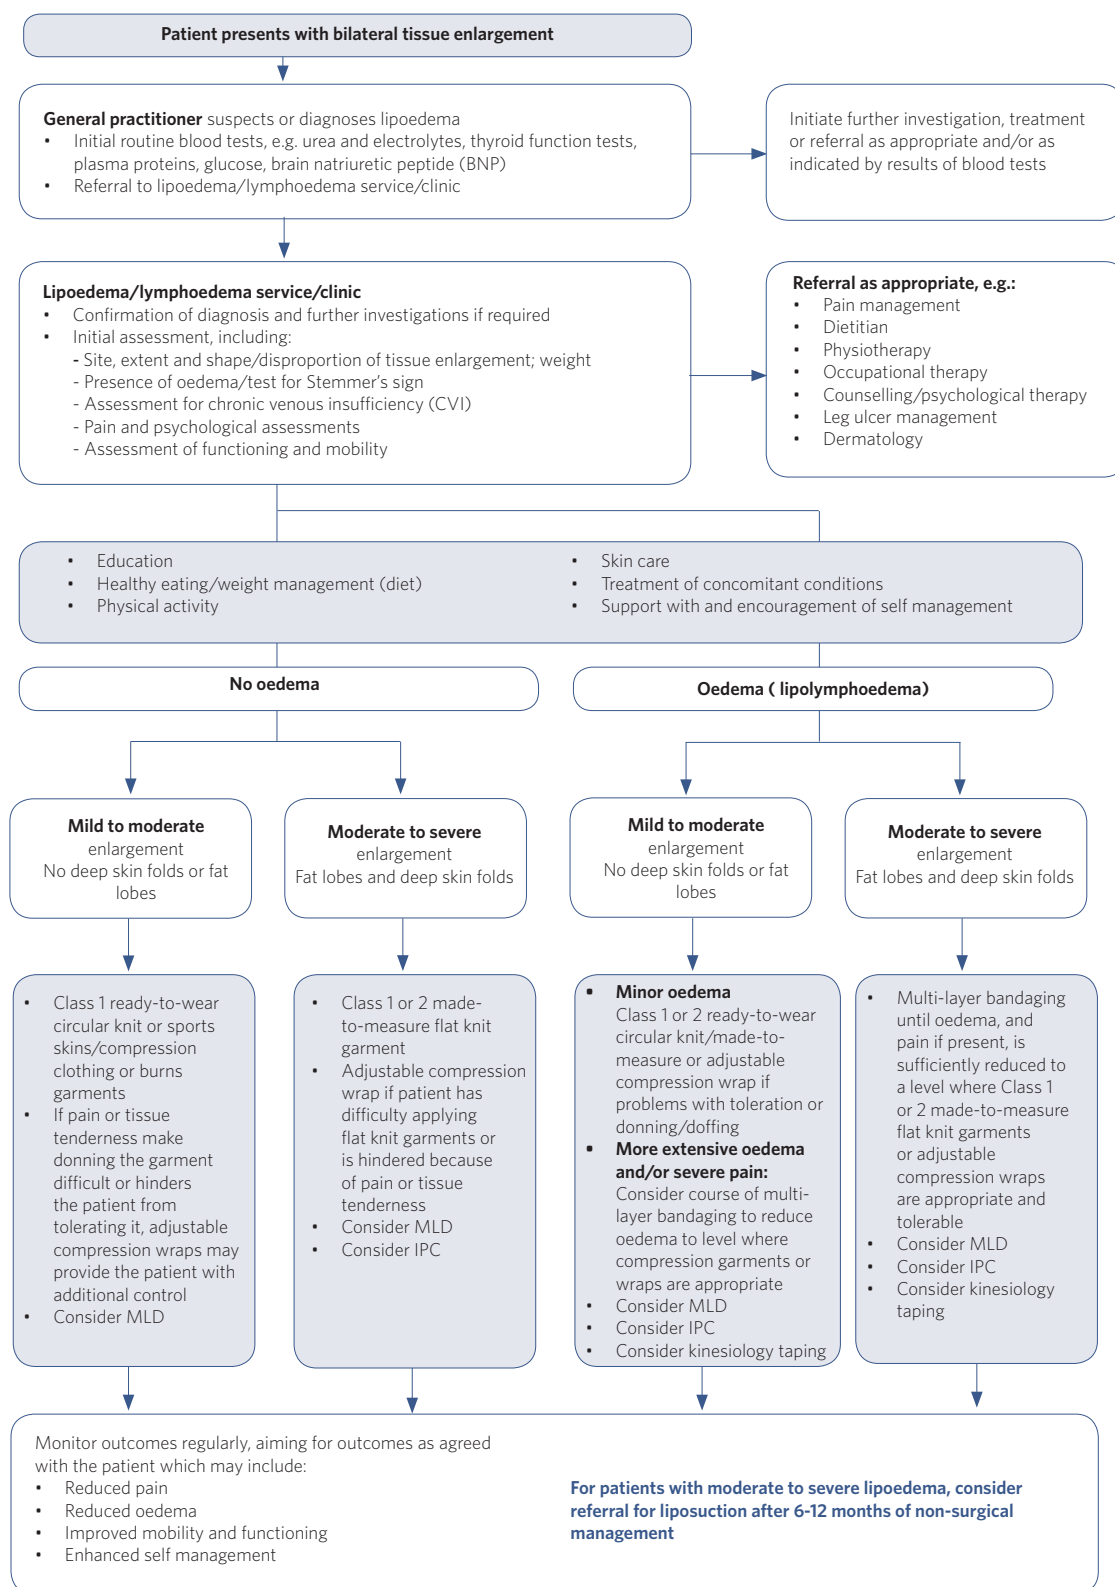 Patient presents with bilateral tissue enlargement
General practitioner suspects or diagnoses lipoedema
• Initial routine blood tests, e.g. urea and electrolytes, thyroid function tests,
plasma proteins, glucose, brain natriuretic peptide (BNP)
• Referral to lipoedema/lymphoedema service/clinic
Initiate further investigation, treatment
or referral as appropriate and/or as
indicated by results of blood tests
Lipoedema/lymphoedema service/clinic
• Confirmation of diagnosis and further investigations if required
• Initial assessment, including:
- Site, extent and shape/disproportion of tissue enlargement; weight
- Presence of oedema/test for Stemmer's sign
- Assessment for chronic venous insufficiency (CVI)
- Pain and psychological assessments
- Assessment of functioning and mobility
Referral as appropriate, e.g.:
• Pain management
• Dietitian
• Physiotherapy
• Occupational therapy
• Counselling/psychological therapy
• Leg ulcer management
• Dermatology
• Education
• Healthy eating/weight management (diet)
• Physical activity
• Skin care
• Treatment of concomitant conditions
• Support with and encouragement of self management
No oedema
Oedema ( lipolymphoedema)
Mild to moderate
enlargement
No deep skin folds or fat
lobes
Moderate to severe
enlargement
Fat lobes and deep skin folds
Mild to moderate
enlargement
No deep skin folds or fat
lobes
Moderate to severe
enlargement
Fat lobes and deep skin folds
• Class 1 ready-to-wear
circular knit or sports
skins/compression
clothing or burns
garments
• If pain or tissue
tenderness make
donning the garment
difficult or hinders
the patient from
tolerating it, adjustable
compression wraps may
provide the patient with
additional control
• Consider MLD
• Class 1 or 2 made-
to-measure flat knit
garment
• Adjustable compression
wrap if patient has
difficulty applying
flat knit garments or
is hindered because
of pain or tissue
tenderness
• Consider MLD
• Consider IPC
• Minor oedema
Class 1 or 2 ready-to-wear
circular knit/made-to-
measure or adjustable
compression wrap if
problems with toleration or
donning/doffing
• More extensive oedema
and/or severe pain:
Consider course of multi-
layer bandaging to reduce
oedema to level where
compression garments or
wraps are appropriate
• Consider MLD
• Consider IPC
• Consider kinesiology taping
• Multi-layer bandaging
until oedema, and
pain if present, is
sufficiently reduced to
a level where Class 1
or 2 made-to-measure
flat knit garments
or adjustable
compression wraps
are appropriate and
tolerable
• Consider MLD
• Consider IPC
• Consider kinesiology
taping
Monitor outcomes regularly, aiming for outcomes as agreed
with the patient which may include:
• Reduced pain
• Reduced oedema
• Improved mobility and functioning
• Enhanced self management
For patients with moderate to severe lipoedema, consider
referral for liposuction after 6-12 months of non-surgical
management